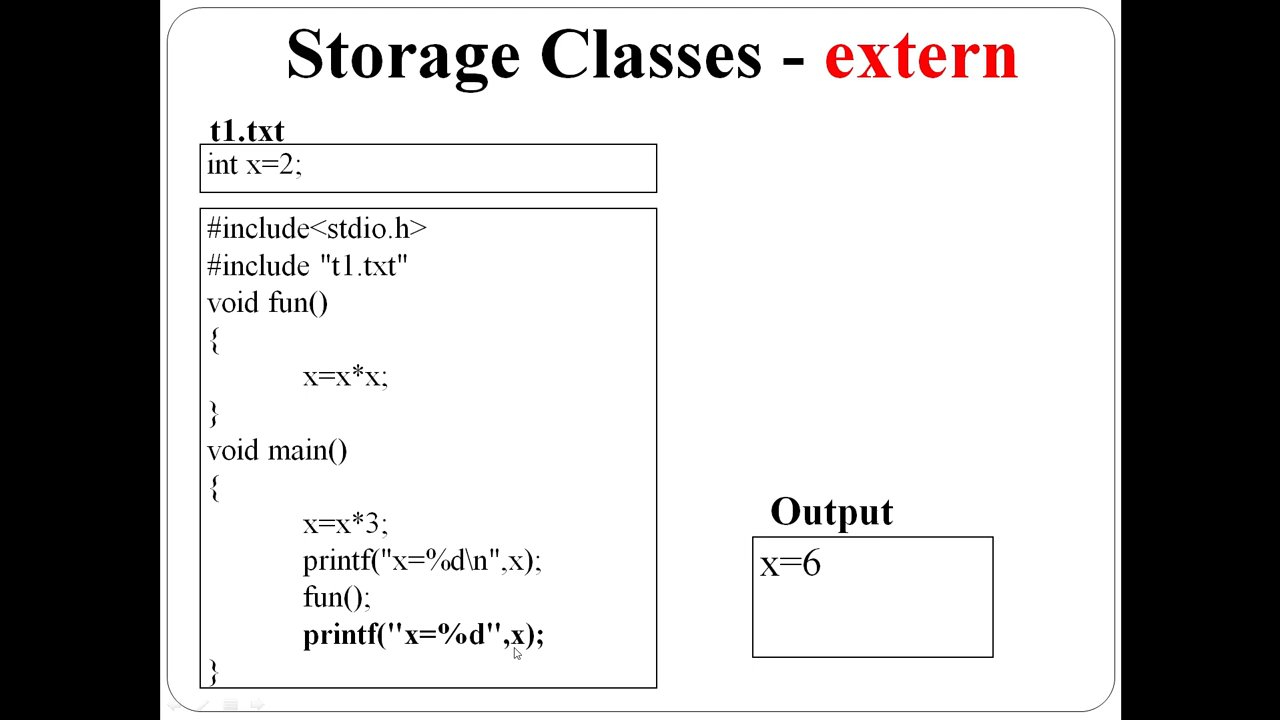 Storage Classes - extern
t1.txt
int x=2;
#include<stdio.h>
#include "t1.txt"
void fun()
{
x=x*x;
}
void main()
{
x=x*3;
printf("x=%d\n",x);
fun();
printf("x=%d",x);
}
Output
x=6